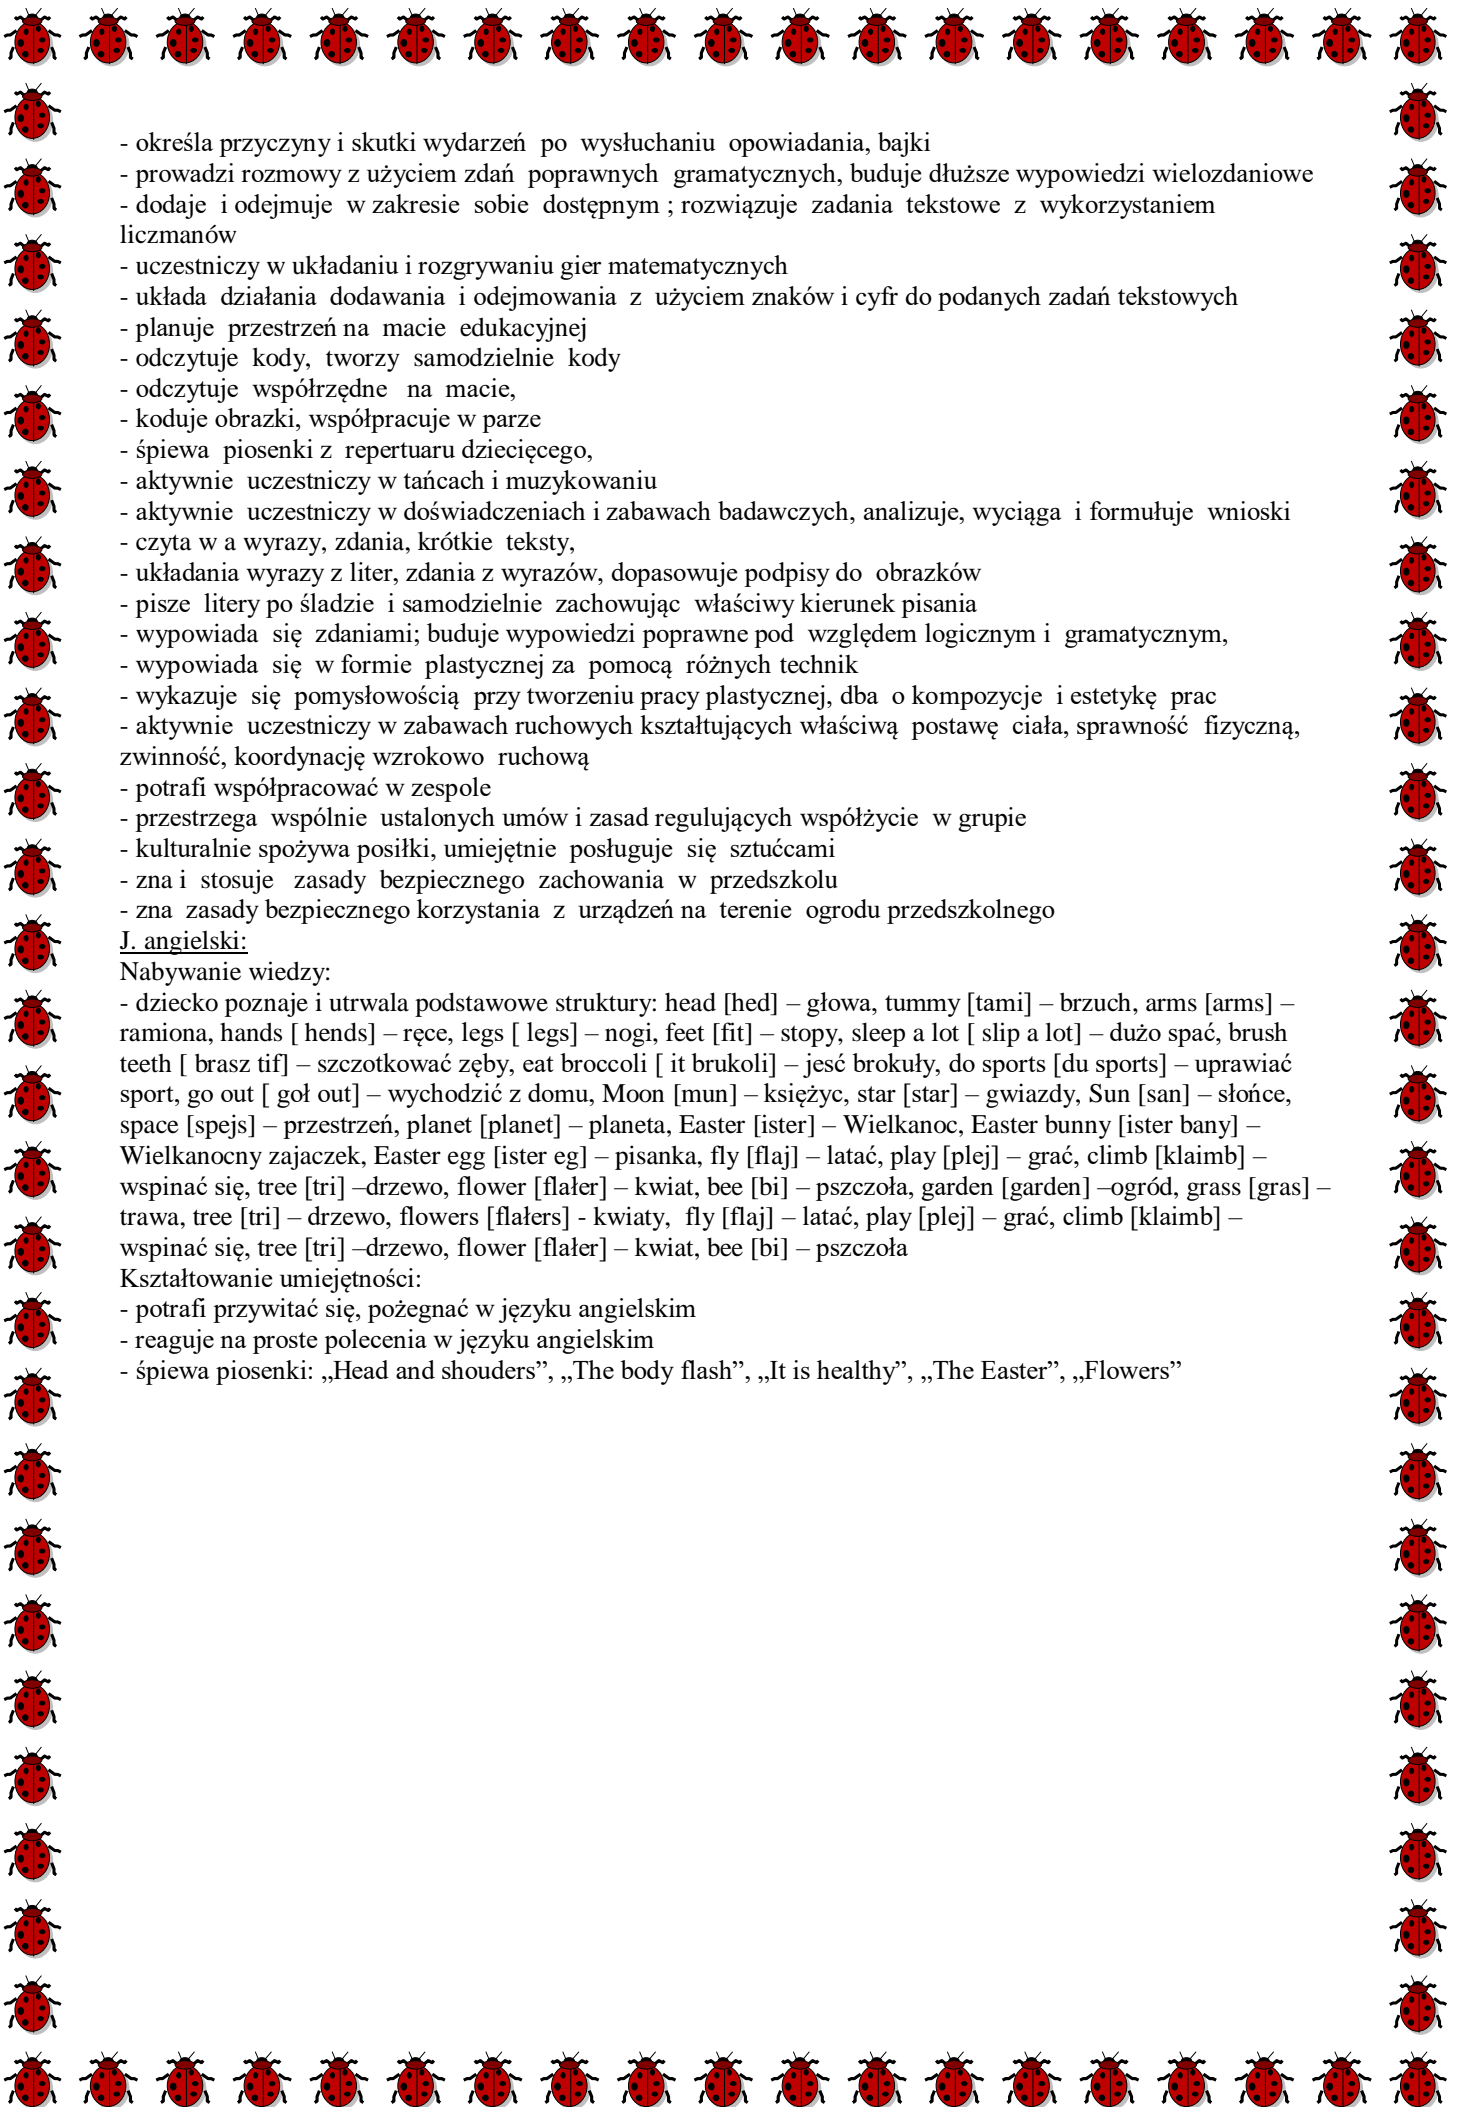 - określa przyczyny i skutki wydarzeń po wysłuchaniu opowiadania, bajki
- prowadzi rozmowy z użyciem zdań poprawnych gramatycznych, buduje dłuższe wypowiedzi wielozdaniowe
- dodaje i odejmuje w zakresie sobie dostępnym ; rozwiązuje zadania tekstowe z wykorzystaniem
liczmanów
- uczestniczy w układaniu i rozgrywaniu gier matematycznych
- układa działania dodawania i odejmowania z użyciem znaków i cyfr do podanych zadań tekstowych
- planuje przestrzeń na macie edukacyjnej
- odczytuje kody, tworzy samodzielnie kody
- odczytuje współrzędne na macie,
- koduje obrazki, współpracuje w parze
- śpiewa piosenki z repertuaru dziecięcego,
- aktywnie uczestniczy w tańcach i muzykowaniu
- aktywnie uczestniczy w doświadczeniach i zabawach badawczych, analizuje, wyciąga i formułuje wnioski
- czyta w a wyrazy, zdania, krótkie teksty,
- układania wyrazy z liter, zdania z wyrazów, dopasowuje podpisy do obrazków
- pisze litery po śladzie i samodzielnie zachowując właściwy kierunek pisania
- wypowiada się zdaniami; buduje wypowiedzi poprawne pod względem logicznym i gramatycznym,
- wypowiada się w formie plastycznej za pomocą różnych technik
- wykazuje się pomysłowością przy tworzeniu pracy plastycznej, dba o kompozycje i estetykę prac
- aktywnie uczestniczy w zabawach ruchowych kształtujących właściwą postawę ciała, sprawność fizyczną,
zwinność, koordynację wzrokowo ruchową
- potrafi współpracować w zespole
- przestrzega wspólnie ustalonych umów i zasad regulujących współżycie w grupie
- kulturalnie spożywa posiłki, umiejętnie posługuje się sztućcami
- zna i stosuje zasady bezpiecznego zachowania w przedszkolu
- zna zasady bezpiecznego korzystania z urządzeń na terenie ogrodu przedszkolnego
J. angielski:
Nabywanie wiedzy:
- dziecko poznaje i utrwala podstawowe struktury: head [hed] – głowa, tummy [tami] – brzuch, arms [arms] –
ramiona, hands [ hends] – ręce, legs [ legs] – nogi, feet [fit] – stopy, sleep a lot [ slip a lot] – dużo spać, brush
teeth [ brasz tif] – szczotkować zęby, eat broccoli [ it brukoli] – jesć brokuły, do sports [du sports] – uprawiać
sport, go out [ goł out] – wychodzić z domu, Moon [mun] – księżyc, star [star] – gwiazdy, Sun [san] – słońce,
space [spejs] – przestrzeń, planet [planet] – planeta, Easter [ister] – Wielkanoc, Easter bunny [ister bany] –
Wielkanocny zajaczek, Easter egg [ister eg] – pisanka, fly [flaj] – latać, play [plej] – grać, climb [klaimb] –
wspinać się, tree [tri] –drzewo, flower [flałer] – kwiat, bee [bi] – pszczoła, garden [garden] –ogród, grass [gras] –
trawa, tree [tri] – drzewo, flowers [flałers] - kwiaty, fly [flaj] – latać, play [plej] – grać, climb [klaimb] –
wspinać się, tree [tri] –drzewo, flower [flałer] – kwiat, bee [bi] – pszczoła
Kształtowanie umiejętności:
- potrafi przywitać się, pożegnać w języku angielskim
- reaguje na proste polecenia w języku angielskim
- śpiewa piosenki: „Head and shouders”, „The body flash”, „It is healthy”, „The Easter”, „Flowers”